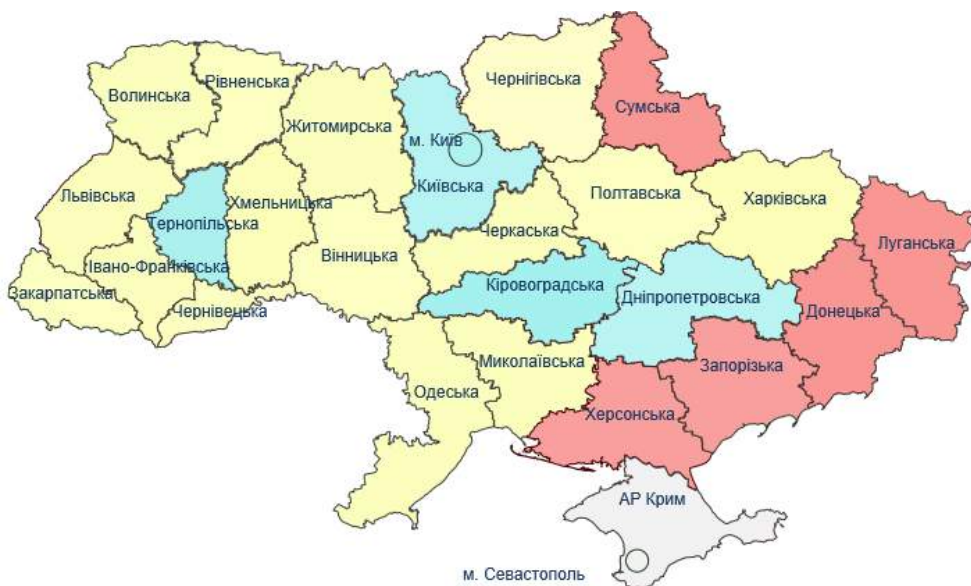 Чернігівська
Рівненська
Волинська
Сумська
Житомирська
м. Київ
Київська
Львівська
Хмельницька
Полтавська
Харківська
Тернопільська
Черкаська
Луганська
Вінницька
Івано-Франківська
Кіровоградська
Закарпатська
Дніпропетровська
Чернівецька
Донецька
Миколаївська
Запорізька
Одеська
Херсонська
АР Крим
м. Севастополь